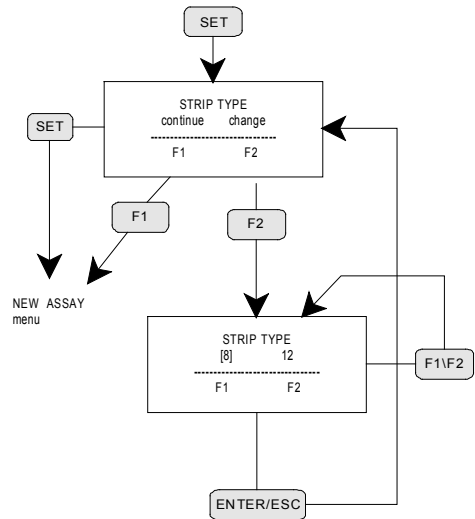 SET
STRIP TYPE
continue change
F1 F2
SET
F1
F2
NEW ASSAY
menu
STRIP TYPE
[8] 12
F1 F2
F1\F2
ENTER/ESC